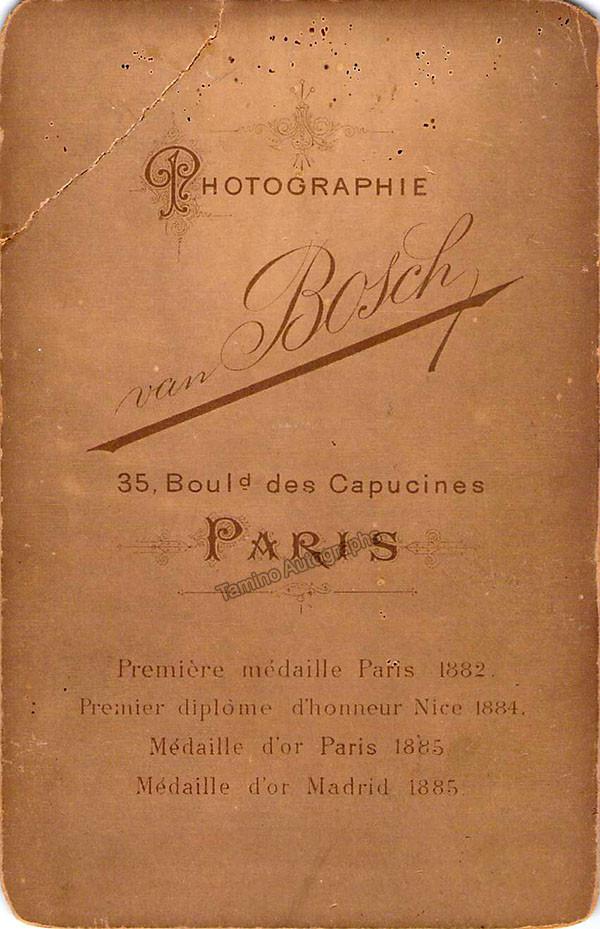 PHOTOGRAPHIE
van Bosch
35, Bould des Capucines
PARIS
Tamino Autographs
Première médaille Paris 1882.
Premier diplôme d'honneur Nice 1884.
Médaille d'or Paris 1885
Médaille d'or Madrid 1885